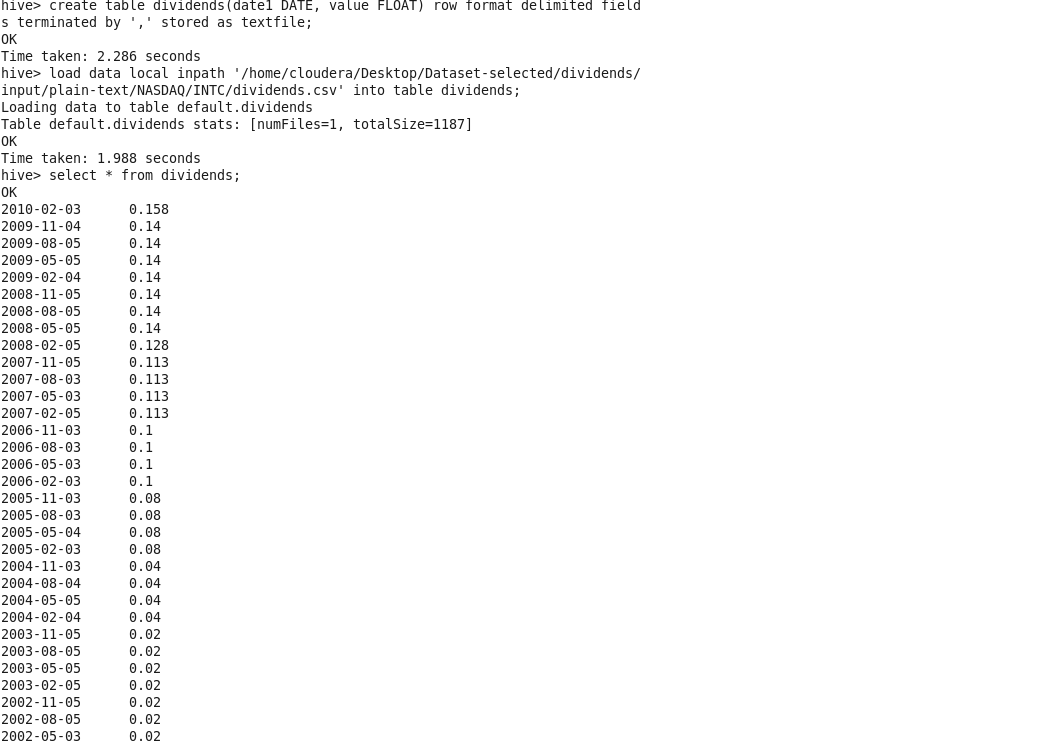 hive> create table dividends(date1 DATE, value FLOAT) row format delimited field
s terminated by ',' stored as textfile;
OK
Time taken: 2.286 seconds
hive> load data local inpath '/home/cloudera/Desktop/Dataset-selected/dividends/
input/plain-text/NASDAQ/INTC/dividends.csv' into table dividends;
Loading data to table default.dividends
Table default.dividends stats: [numFiles=1, totalSize=1187]
OK
Time taken: 1.988 seconds
hive> select * from dividends;
OK
2010-02-03      0.158
2009-11-04      0.14
2009-08-05      0.14
2009-05-05      0.14
2009-02-04      0.14
2008-11-05      0.14
2008-08-05      0.14
2008-05-05      0.14
2008-02-05      0.128
2007-11-05      0.113
2007-08-03      0.113
2007-05-03      0.113
2007-02-05      0.113
2006-11-03      0.1
2006-08-03      0.1
2006-05-03      0.1
2006-02-03      0.1
2005-11-03      0.08
2005-08-03      0.08
2005-05-04      0.08
2005-02-03      0.08
2004-11-03      0.04
2004-08-04      0.04
2004-05-05      0.04
2004-02-04      0.04
2003-11-05      0.02
2003-08-05      0.02
2003-05-05      0.02
2003-02-05      0.02
2002-11-05      0.02
2002-08-05      0.02
2002-05-03      0.02